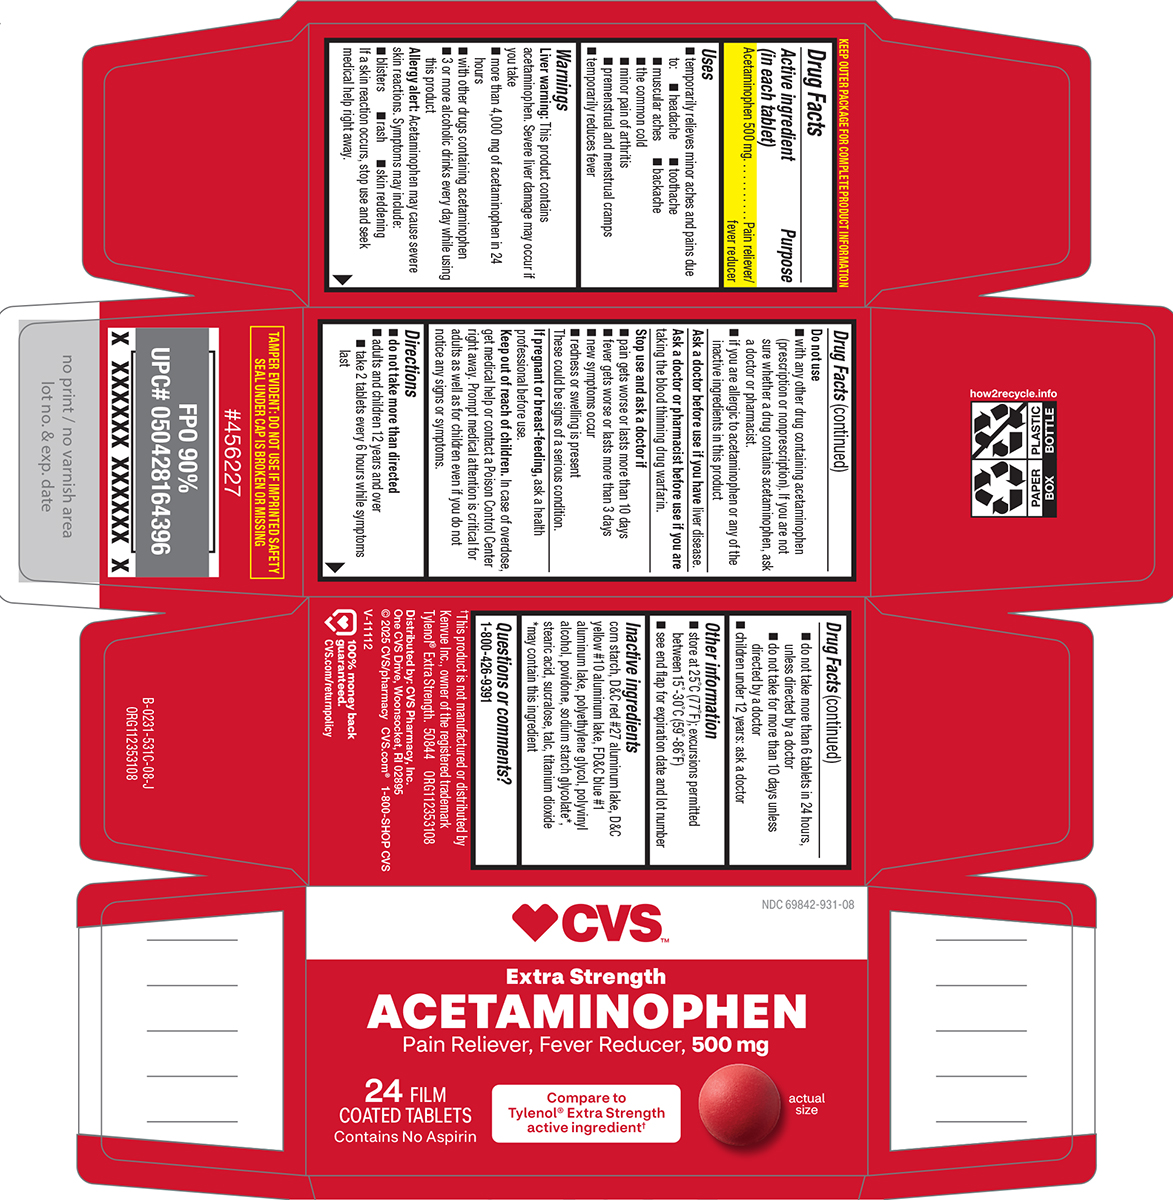 KEEP OUTER PACKAGE FOR COMPLETE PRODUCT INFORMATION
Drug Facts
Active ingredient
(in each tablet)
Purpose
Acetaminophen 500 mg. . . . . . . . . . . Pain reliever/
fever reducer
Uses
■ temporarily relieves minor aches and pains due
to: ■ headache ■ toothache
■ muscular aches ■ backache
■ the common cold
■ minor pain of arthritis
■ premenstrual and menstrual cramps
■ temporarily reduces fever
Warnings
Liver warning: This product contains
acetaminophen. Severe liver damage may occur if
you take
■ more than 4,000 mg of acetaminophen in 24
hours
■ with other drugs containing acetaminophen
■ 3 or more alcoholic drinks every day while using
this product
Allergy alert: Acetaminophen may cause severe
skin reactions. Symptoms may include:
■ blisters ■ rash ■ skin reddening
If a skin reaction occurs, stop use and seek
medical help right away.
Drug Facts (continued)
Do not use
■ with any other drug containing acetaminophen
(prescription or nonprescription). If you are not
sure whether a drug contains acetaminophen, ask
a doctor or pharmacist.
■ if you are allergic to acetaminophen or any of the
inactive ingredients in this product
Ask a doctor before use if you have liver disease.
Ask a doctor or pharmacist before use if you are
taking the blood thinning drug warfarin.
Stop use and ask a doctor if
■ pain gets worse or lasts more than 10 days
■ fever gets worse or lasts more than 3 days
■ new symptoms occur
■ redness or swelling is present
These could be signs of a serious condition.
If pregnant or breast-feeding, ask a health
professional before use.
Keep out of reach of children. In case of overdose,
get medical help or contact a Poison Control Center
right away. Prompt medical attention is critical for
adults as well as for children even if you do not
notice any signs or symptoms.
Directions
■ do not take more than directed
■ adults and children 12 years and over
■ take 2 tablets every 6 hours while symptoms
last
how2recycle.info
PAPER
BOX
PLASTIC
BOTTLE
TAMPER EVIDENT: DO NOT USE IF IMPRINTED SAFETY
SEAL UNDER CAP IS BROKEN OR MISSING
#456227
FPO 90%
UPC# 050428164396
X XXXXXX XXXXXX X
no print / no varnish area
lot no. & exp. date
Drug Facts (continued)
■ do not take more than 6 tablets in 24 hours,
unless directed by a doctor
■ do not take for more than 10 days unless
directed by a doctor
■ children under 12 years: ask a doctor
Other information
■ store at 25°C (77°F); excursions permitted
between 15°-30°C (59°-86°F)
■ see end flap for expiration date and lot number
Inactive ingredients
corn starch, D&C red #27 aluminum lake, D&C
yellow #10 aluminum lake, FD&C blue #1
aluminum lake, polyethylene glycol, polyvinyl
alcohol, povidone, sodium starch glycolate*,
stearic acid, sucralose, talc, titanium dioxide
*may contain this ingredient
Questions or comments?
1-800-426-9391
†This product is not manufactured or distributed by
Kenvue Inc., owner of the registered trademark
Tylenol® Extra Strength. 50844 ORG112353108
Distributed by: CVS Pharmacy, Inc.
One CVS Drive, Woonsocket, RI 02895
© 2025 CVS/pharmacy CVS.com® 1-800-SHOP CVS
V-11112
100% money back
guaranteed.
CVS.com/returnpolicy
B-0231-531C-08-J
ORG112353108
NDC 69842-931-08
CVS™
Extra Strength
ACETAMINOPHEN
Pain Reliever, Fever Reducer, 500 mg
24 FILM
COATED TABLETS
Contains No Aspirin
Compare to
Tylenol® Extra Strength
active ingredient†
actual
size